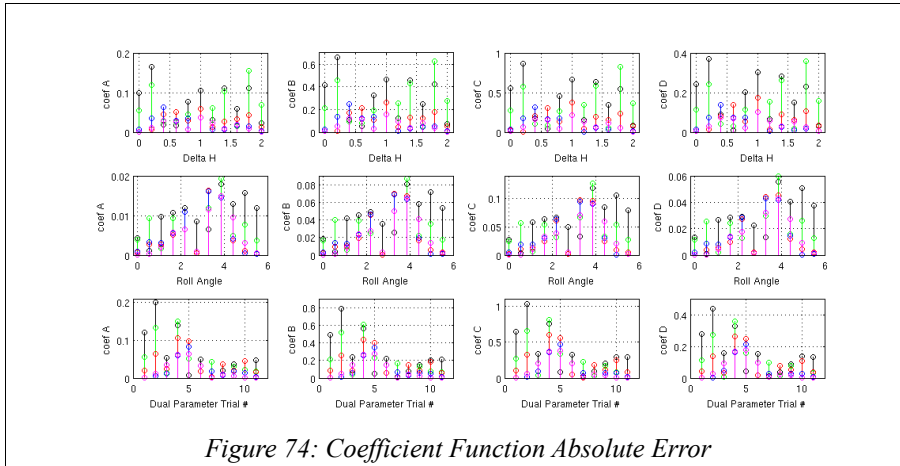 0.2 0.1 0 coef A 0 0.5 1 1.5 2 Delta H
0.6 0.4 0.2 0 coef B 0 0.5 1 1.5 2 Delta H
1 0.5 0 coef C 0 0.5 1 1.5 2 Delta H
0.4 0.2 0 coef D 0 0.5 1 1.5 2 Delta H
0.02 0.01 0 coef A 0 2 4 6 Roll Angle
0.08 0.06 0.04 0.02 0 coef B 0 2 4 6 Roll Angle
0.1 0.05 0 coef C 0 2 4 6 Roll Angle
0.06 0.04 0.02 0 coef D 0 2 4 6 Roll Angle
0.2 0.1 0 coef A 0 5 10 Dual Parameter Trial #
0.8 0.6 0.4 0.2 0 coef B 0 5 10 Dual Parameter Trial #
1 0.5 0 coef C 0 5 10 Dual Parameter Trial #
0.4 0.2 0 coef D 0 5 10 Dual Parameter Trial #
Figure 74: Coefficient Function Absolute Error